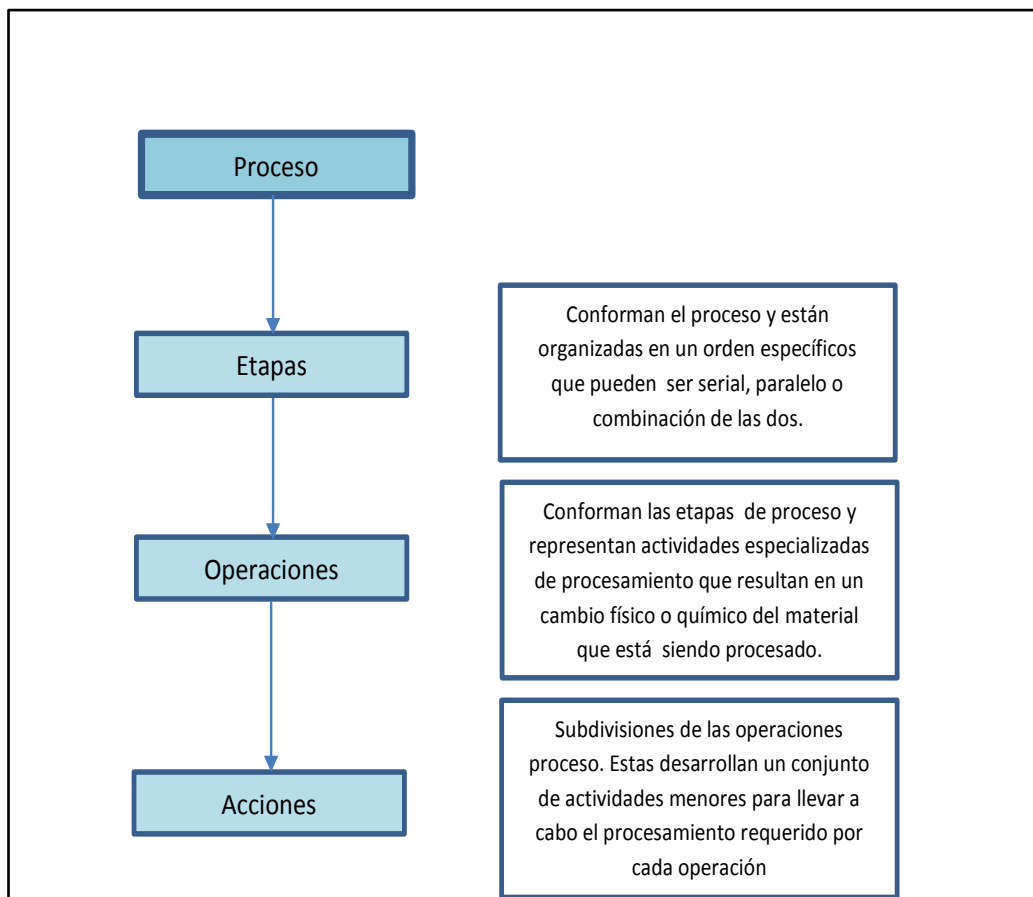 Proceso
Etapas
Conforman el proceso y están
organizadas en un orden específicos
que pueden ser serial, paralelo o
combinación de las dos.
Operaciones
Conforman las etapas de proceso y
representan actividades especializadas
de procesamiento que resultan en un
cambio físico o químico del material
que está siendo procesado.
Acciones
Subdivisiones de las operaciones
proceso. Estas desarrollan un conjunto
de actividades menores para llevar a
cabo el procesamiento requerido por
cada operación